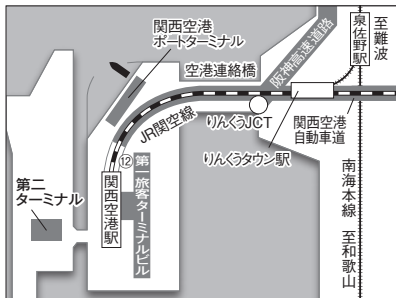 関西空港
ポートターミナル
空港連絡橋
阪神高速道路
泉佐野駅
至難波
JR関空線
りんくうJCT
関西空港
自動車道
りんくうタウン駅
⑫
第一旅客ターミナルビル
関西空港駅
第二
ターミナル
南海本線
至和歌山